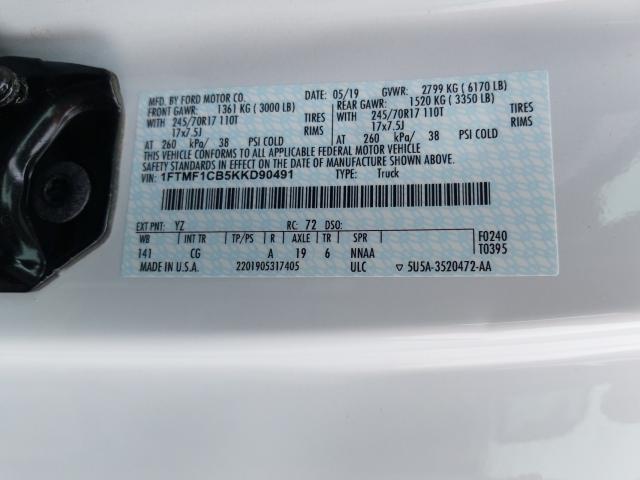 MFD. BY FORD MOTOR CO.
DATE: 05/19 GVWR: 2799 KG ( 6170 LB)
FRONT GAWR: 1361 KG ( 3000 LB) REAR GAWR: 1520 KG ( 3350 LB)
WITH 245/70R17 110T TIRES WITH 245/70R17 110T TIRES
17x7.5J RIMS 17x7.5J RIMS
AT 260 kPa/ 38 PSI COLD AT 260 kPa/ 38 PSI COLD
THIS VEHICLE CONFORMS TO ALL APPLICABLE FEDERAL MOTOR VEHICLE
SAFETY STANDARDS IN EFFECT ON THE DATE OF MANUFACTURE SHOWN ABOVE.
VIN: 1FTMF1CB5KKD90491 TYPE: Truck
EXT PNT: YZ RC: 72 DSO:
WB INT TR TP/PS R AXLE TR SPR F0240
141 CG A 19 6 NNAA T0395
MADE IN U.S.A. 2201905317405 ULC 5U5A-3520472-AA